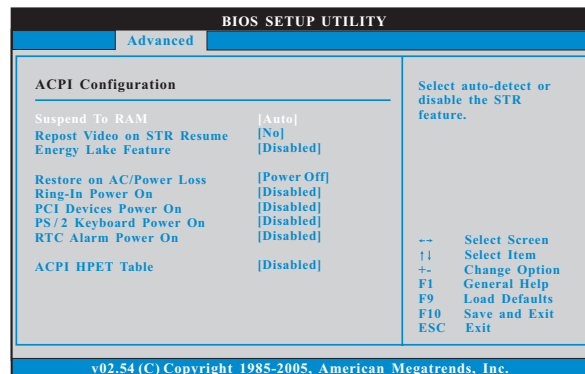 BIOS SETUP UTILITY
Advanced
ACPI Configuration
Suspend To RAM [Auto]
Repost Video on STR Resume [No]
Energy Lake Feature [Disabled]
Restore on AC/Power Loss [Power Off]
Ring-In Power On [Disabled]
PCI Devices Power On [Disabled]
PS/2 Keyboard Power On [Disabled]
RTC Alarm Power On [Disabled]
ACPI HPET Table [Disabled]
Select auto-detect or
disable the STR
feature.
←→ Select Screen
↑↓ Select Item
+- Change Option
F1 General Help
F9 Load Defaults
F10 Save and Exit
ESC Exit
v02.54 (C) Copyright 1985-2005, American Megatrends, Inc.